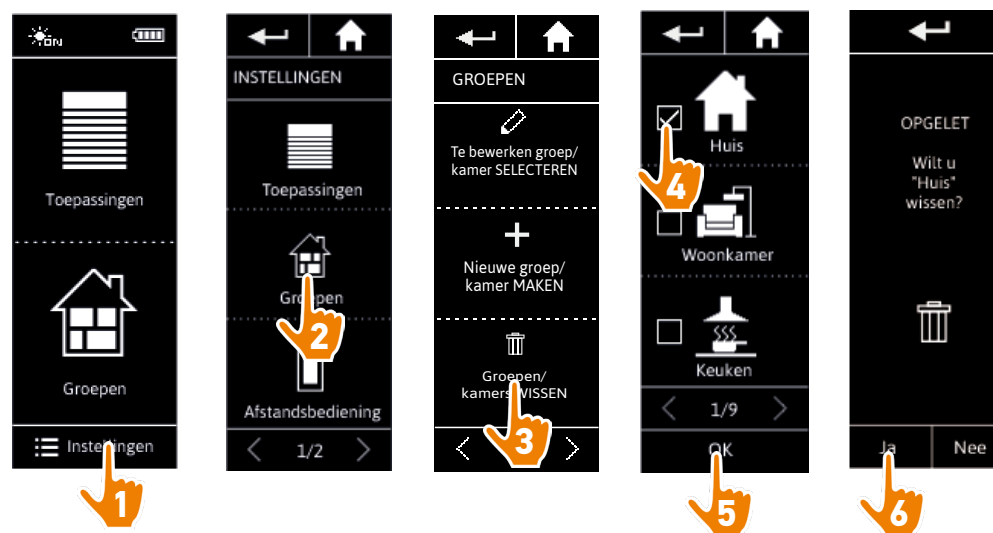 ON
Toepassingen
Groepen
Instellingen
1
INSTELLINGEN
Toepassingen
Groepen
2
Afstandsbediening
< 1/2 >
GROEPEN
Te bewerken groep/
kamer SELECTEREN
+
Nieuwe groep/
kamer MAKEN
Groepen/
kamers WISSEN
3
< >
Huis
4
Woonkamer
Keuken
< 1/9 >
OK
5
OPGELET
Wilt u
"Huis"
wissen?
Ja Nee
6